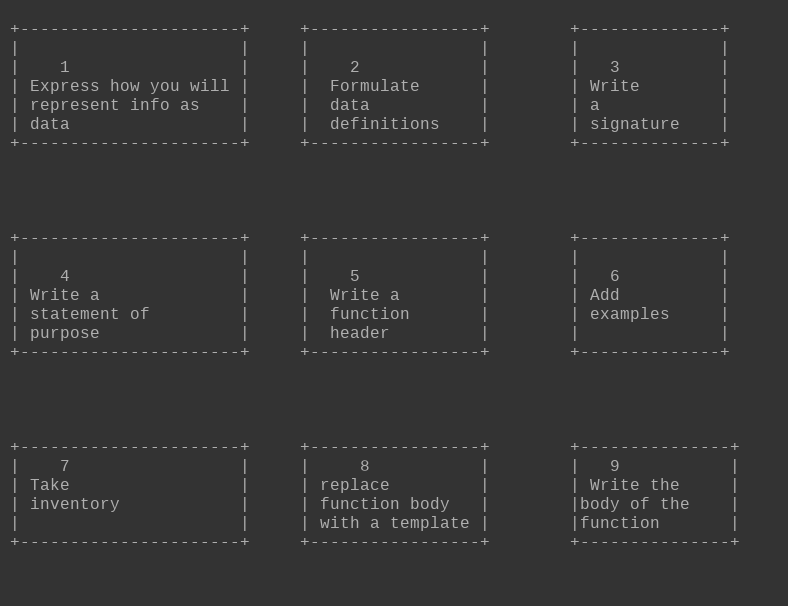 1
Express how you will
represent info as
data
2
Formulate
data
definitions
3
Write
a
signature
4
Write a
statement of
purpose
5
Write a
function
header
6
Add
examples
7
Take
inventory
8
replace
function body
with a template
9
Write the
body of the
function